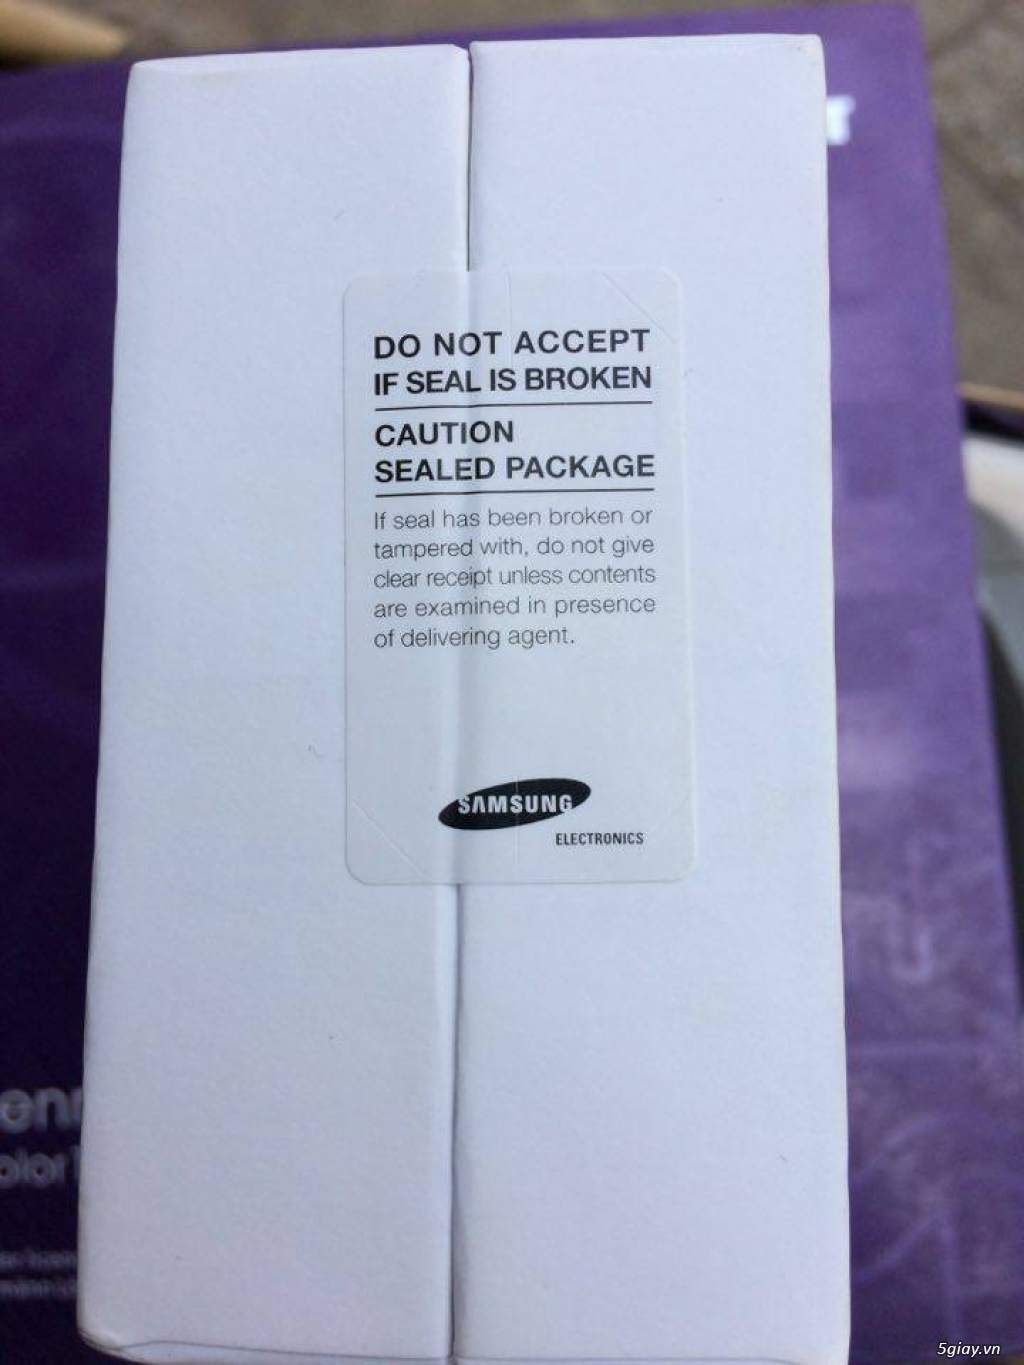 DO NOT ACCEPT
IF SEAL IS BROKEN
CAUTION
SEALED PACKAGE
If seal has been broken or
tampered with, do not give
clear receipt unless contents
are examined in presence
of delivering agent.
SAMSUNG
ELECTRONICS
5giay.vn